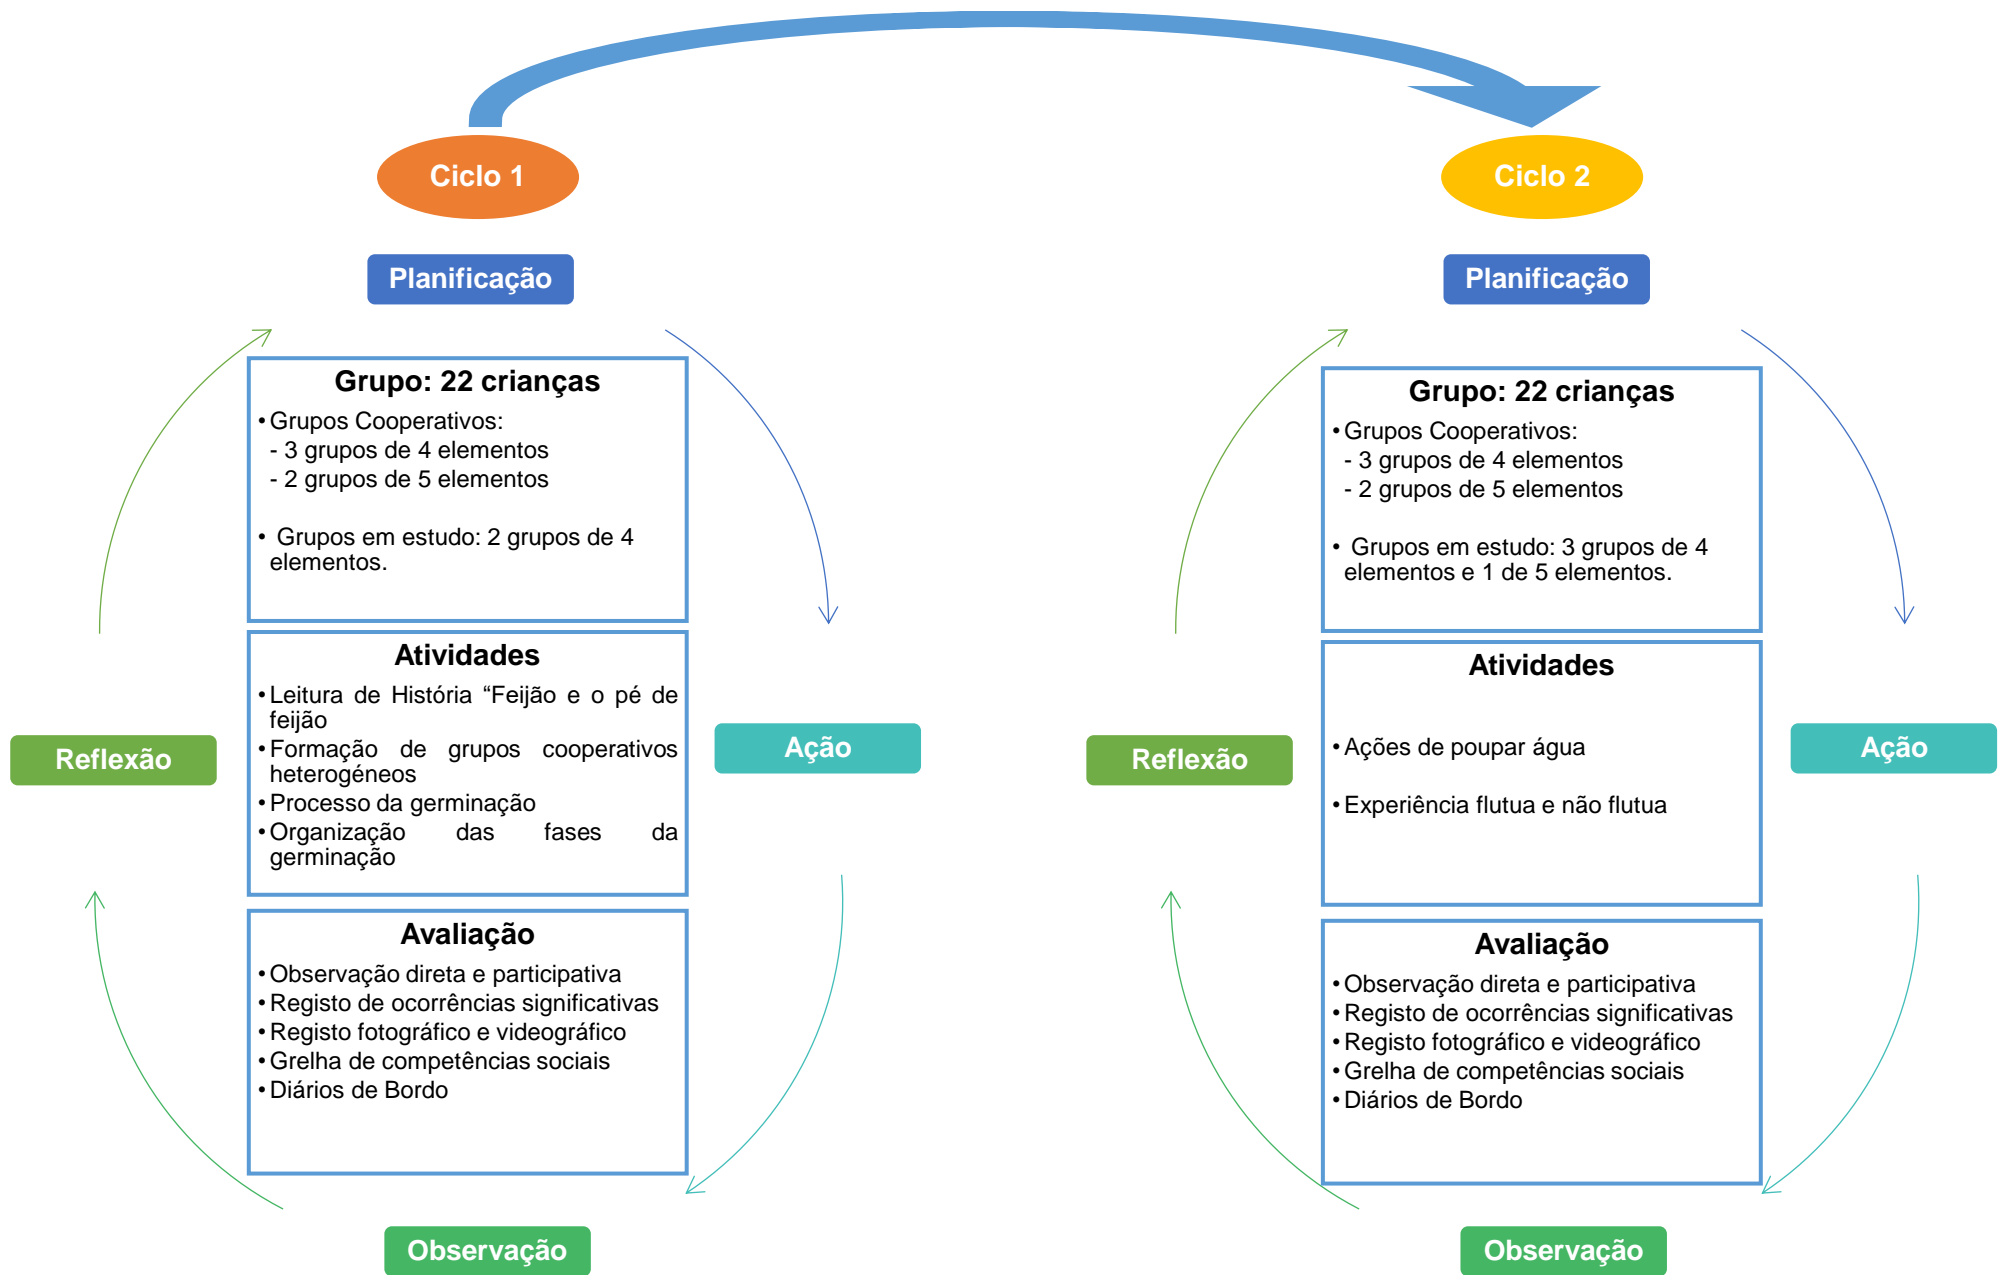 Ciclo 1
Planificação
Grupo: 22 crianças
• Grupos Cooperativos:
- 3 grupos de 4 elementos
- 2 grupos de 5 elementos
• Grupos em estudo: 2 grupos de 4
elementos.
Atividades
• Leitura de História “Feijão e o pé de
feijão
• Formação de grupos cooperativos
heterogéneos
• Processo da germinação
• Organização das fases da
germinação
Avaliação
• Observação direta e participativa
• Registo de ocorrências significativas
• Registo fotográfico e videográfico
• Grelha de competências sociais
• Diários de Bordo
Reflexão
Ação
Observação
Ciclo 2
Planificação
Grupo: 22 crianças
• Grupos Cooperativos:
- 3 grupos de 4 elementos
- 2 grupos de 5 elementos
• Grupos em estudo: 3 grupos de 4
elementos e 1 de 5 elementos.
Atividades
• Ações de poupar água
• Experiência flutua e não flutua
Avaliação
• Observação direta e participativa
• Registo de ocorrências significativas
• Registo fotográfico e videográfico
• Grelha de competências sociais
• Diários de Bordo
Reflexão
Ação
Observação